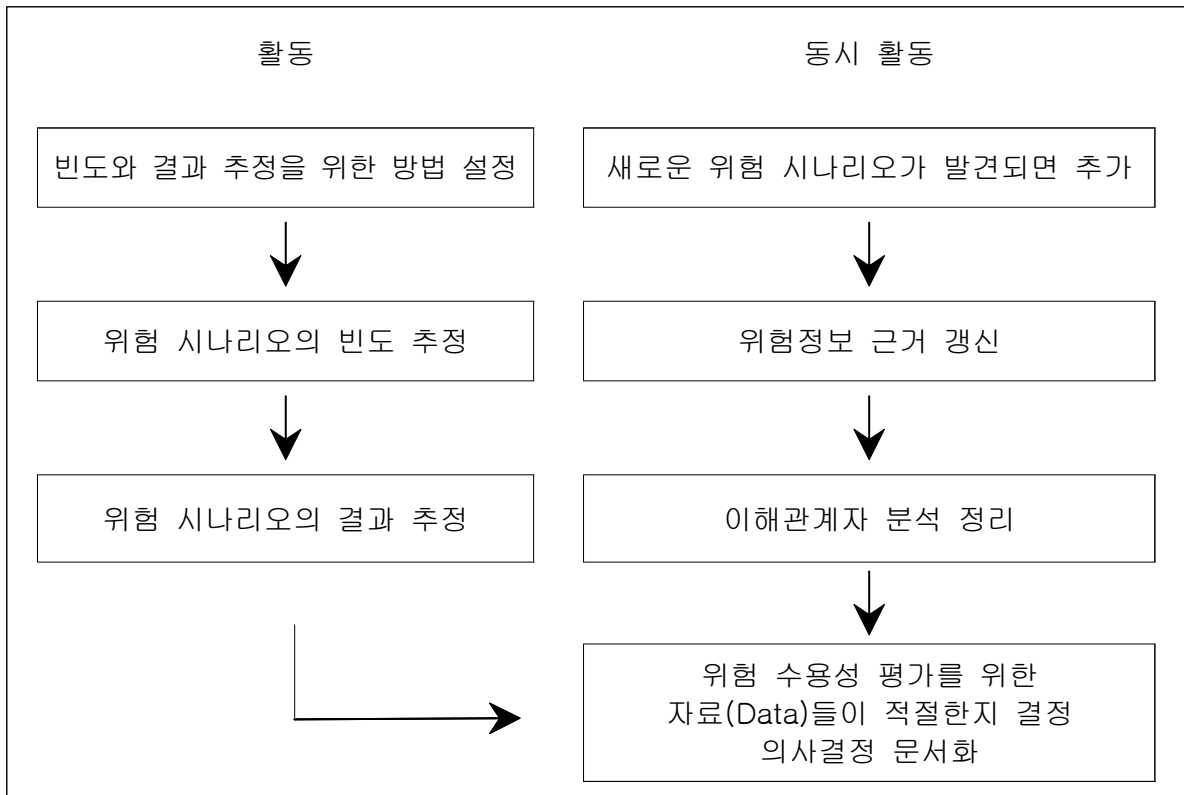 활동
동시 활동
빈도와 결과 추정을 위한 방법 설정
새로운 위험 시나리오가 발견되면 추가
위험 시나리오의 빈도 추정
위험정보 근거 갱신
위험 시나리오의 결과 추정
이해관계자 분석 정리
위험 수용성 평가를 위한
자료(Data)들이 적절한지 결정
의사결정 문서화